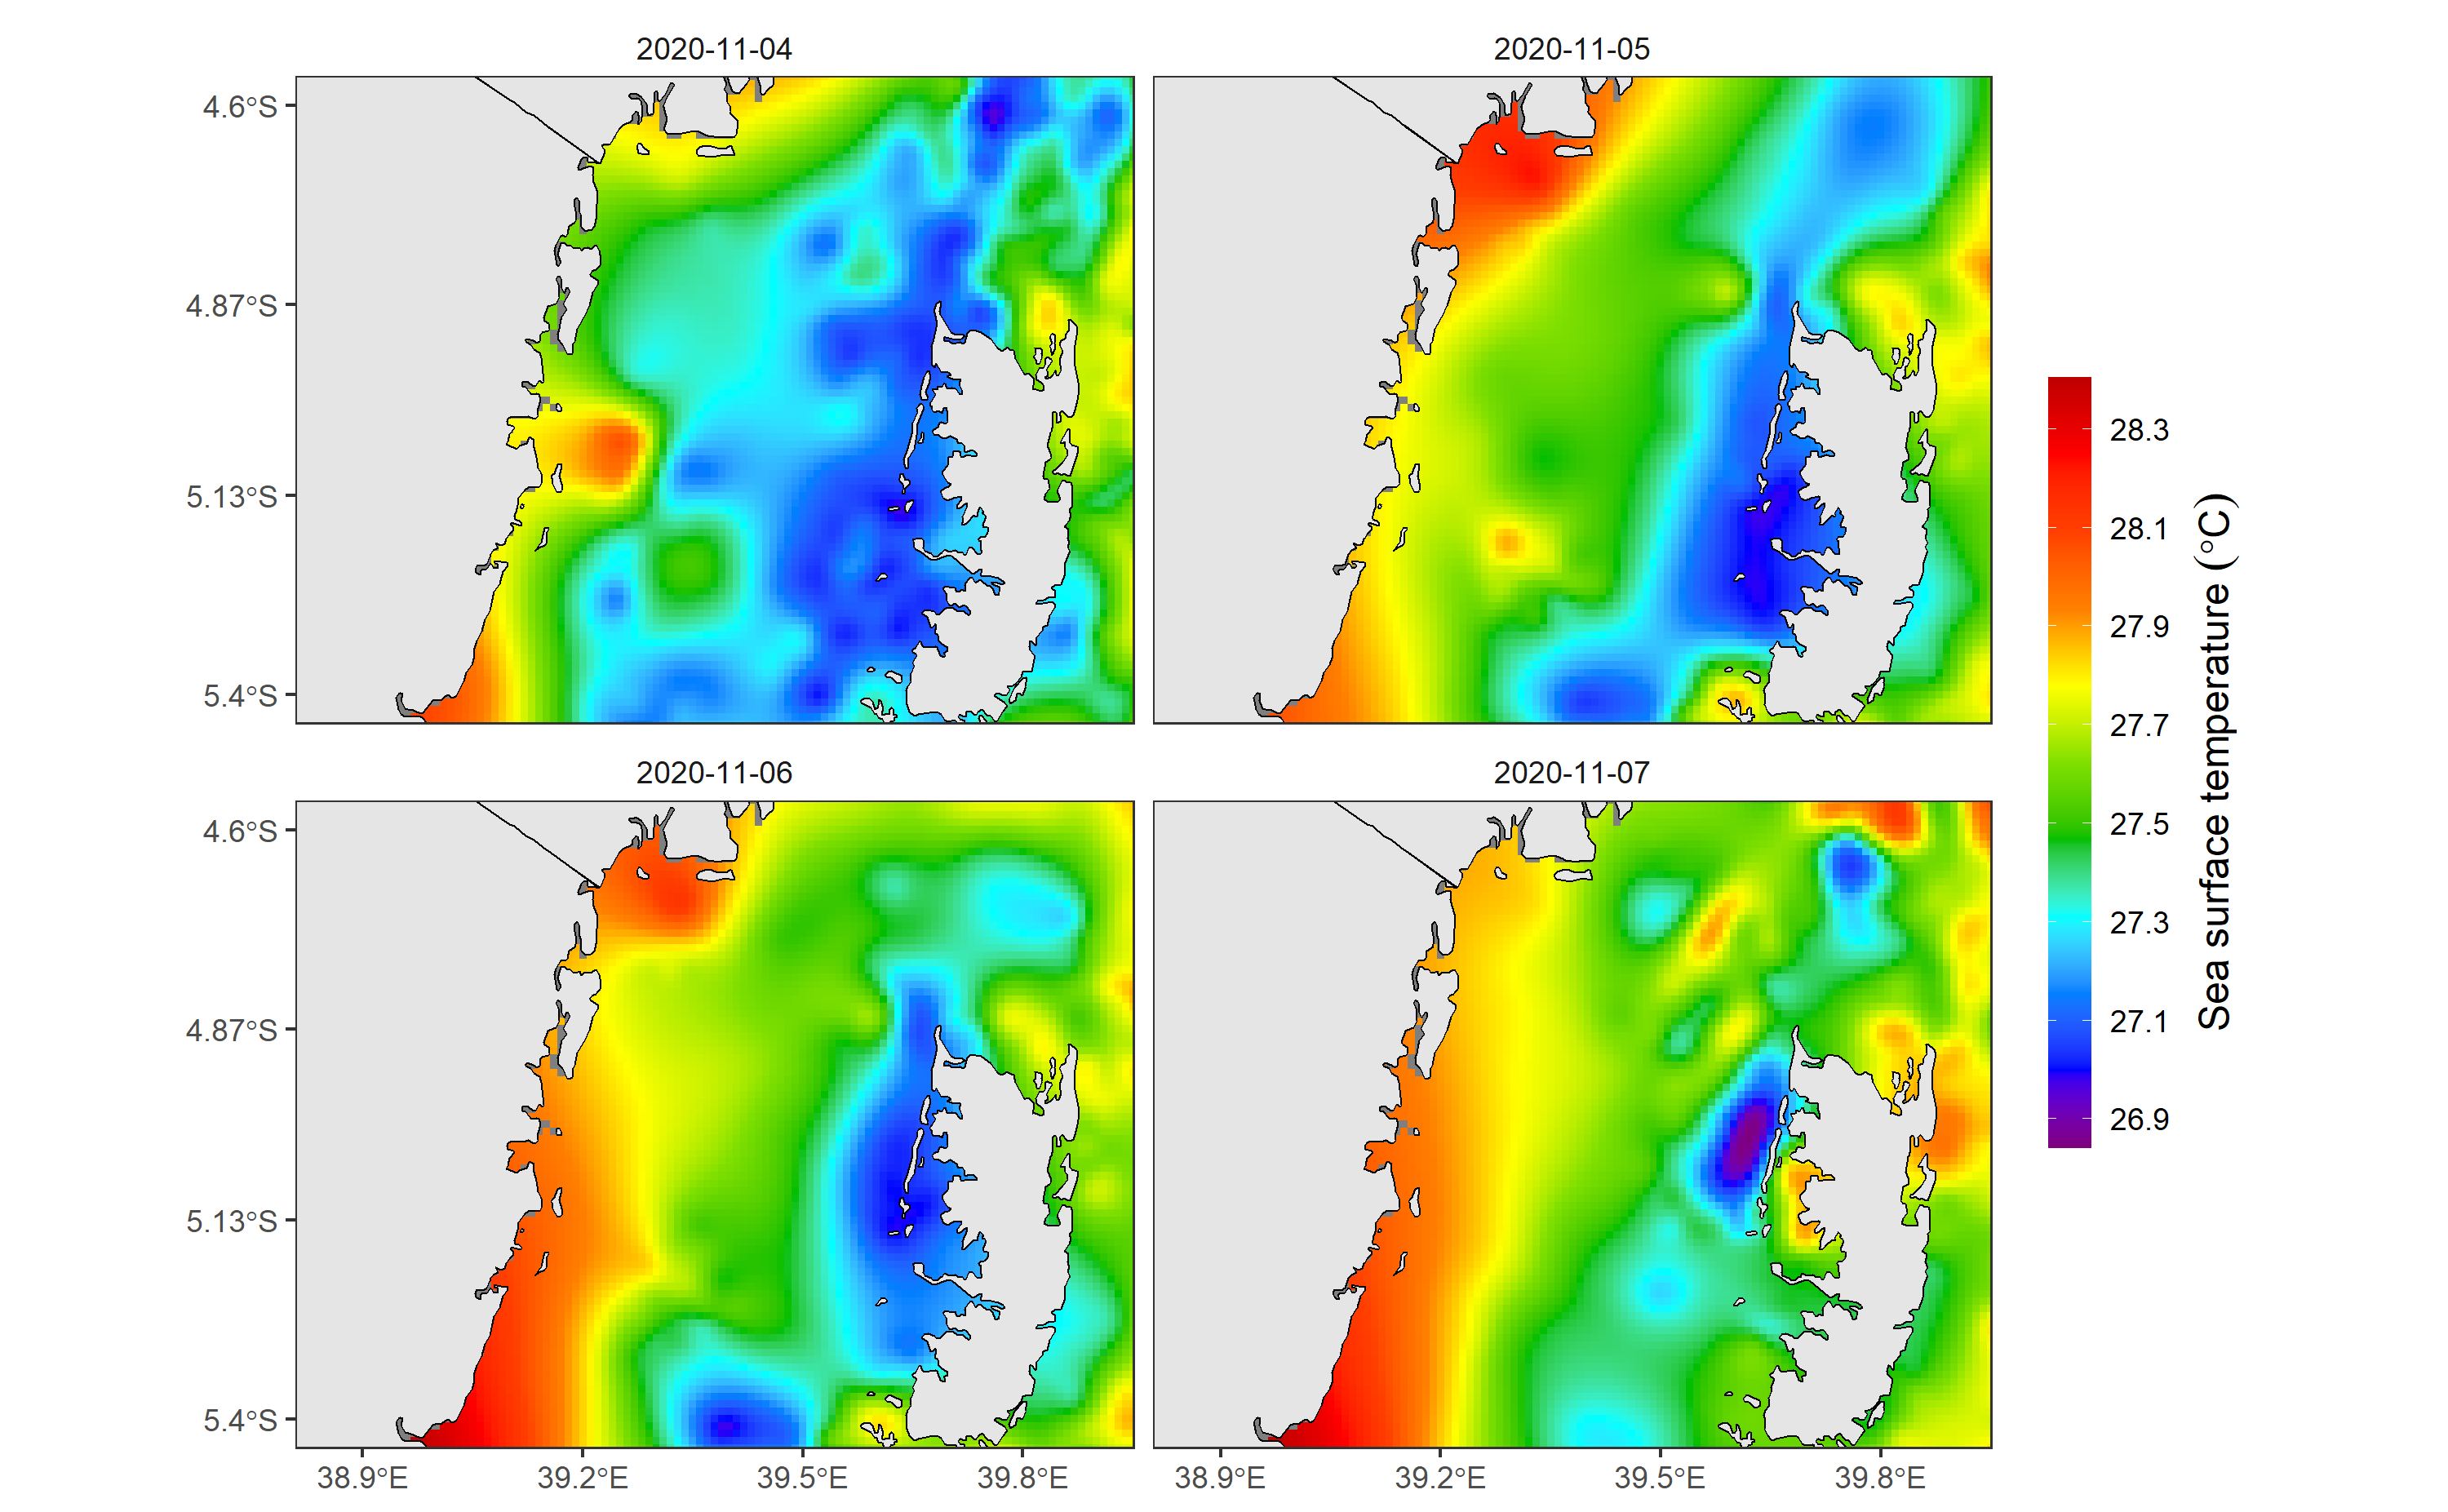 2020-11-04
2020-11-05
4.6°S
4.87°S
5.13°S
5.4°S
2020-11-06
2020-11-07
4.6°S
4.87°S
5.13°S
5.4°S
38.9°E
39.2°E
39.5°E
39.8°E
38.9°E
39.2°E
39.5°E
39.8°E
28.3
28.1
27.9
27.7
27.5
27.3
27.1
26.9
Sea surface temperature (°C)